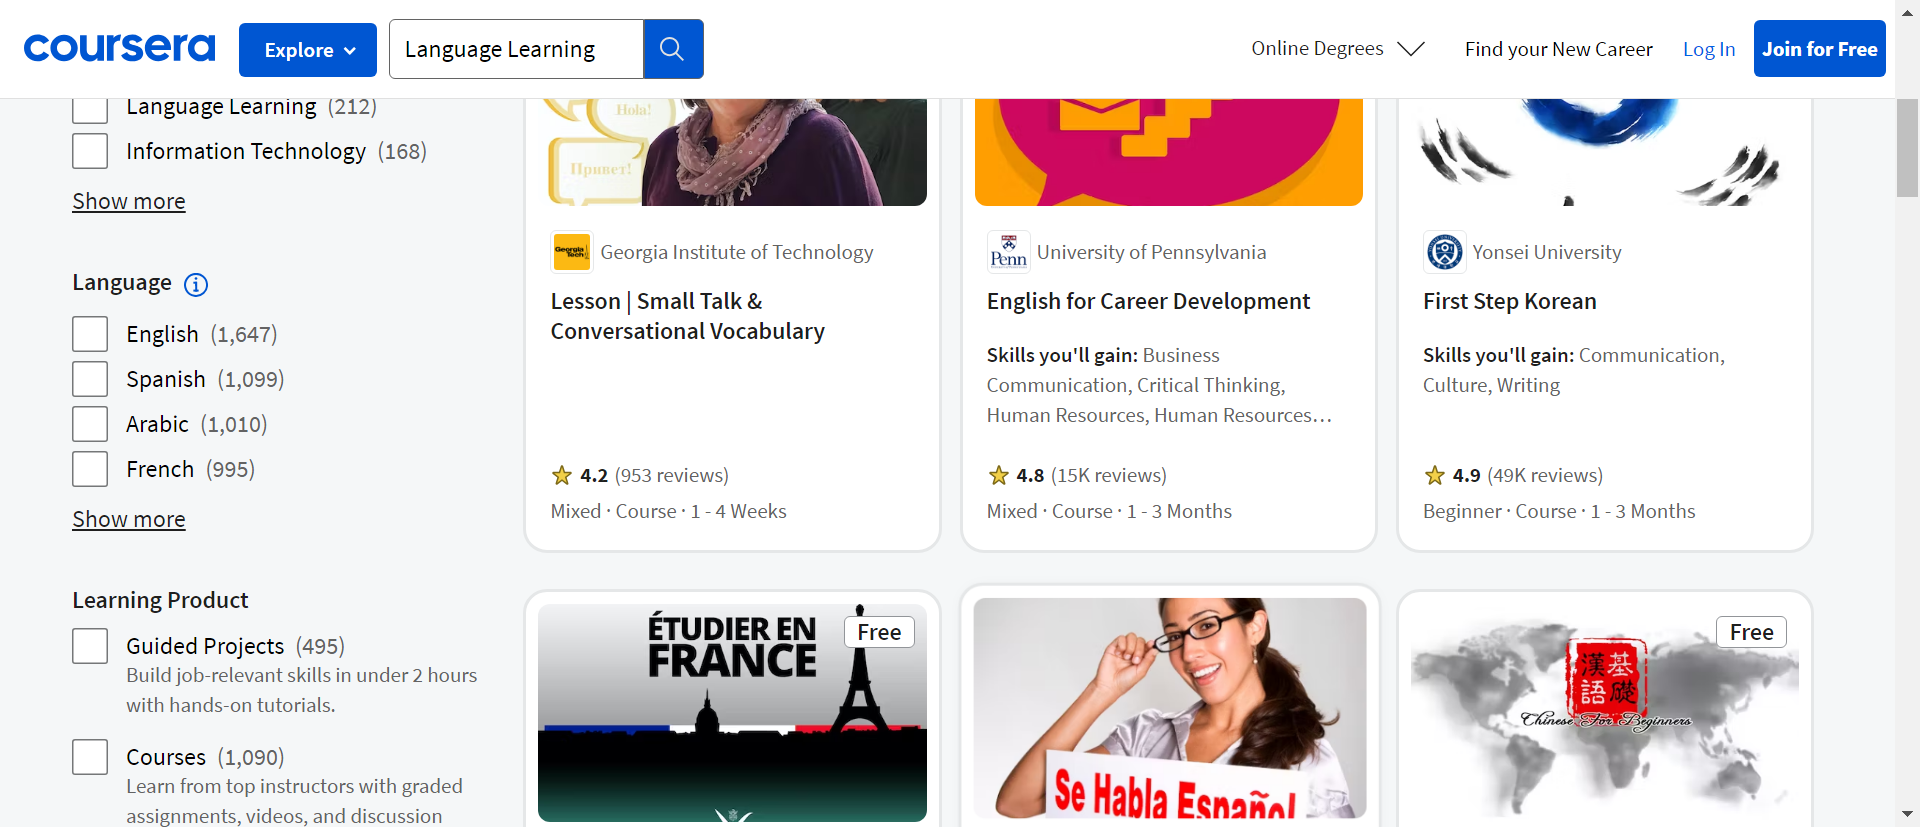 coursera
Explore
Language Learning
Online Degrees
Find your New Career
Log In
Join for Free
Language Learning (212)
Information Technology (168)
Show more
Language
English (1,647)
Spanish (1,099)
Arabic (1,010)
French (995)
Show more
Learning Product
Guided Projects (495)
Build job-relevant skills in under 2 hours
with hands-on tutorials.
Courses (1,090)
Learn from top instructors with graded
assignments, videos, and discussion
Hola!
Привет!
Georgia Tech
Georgia Institute of Technology
Lesson | Small Talk &
Conversational Vocabulary
4.2 (953 reviews)
Mixed · Course · 1 - 4 Weeks
Penn
University of Pennsylvania
English for Career Development
Skills you'll gain: Business
Communication, Critical Thinking,
Human Resources, Human Resources…
4.8 (15K reviews)
Mixed · Course · 1 - 3 Months
Yonsei University
First Step Korean
Skills you'll gain: Communication,
Culture, Writing
4.9 (49K reviews)
Beginner · Course · 1 - 3 Months
ÉTUDIER EN
FRANCE
Free
Se Habla Español
Free
漢語
基礎
Chinese For Beginners